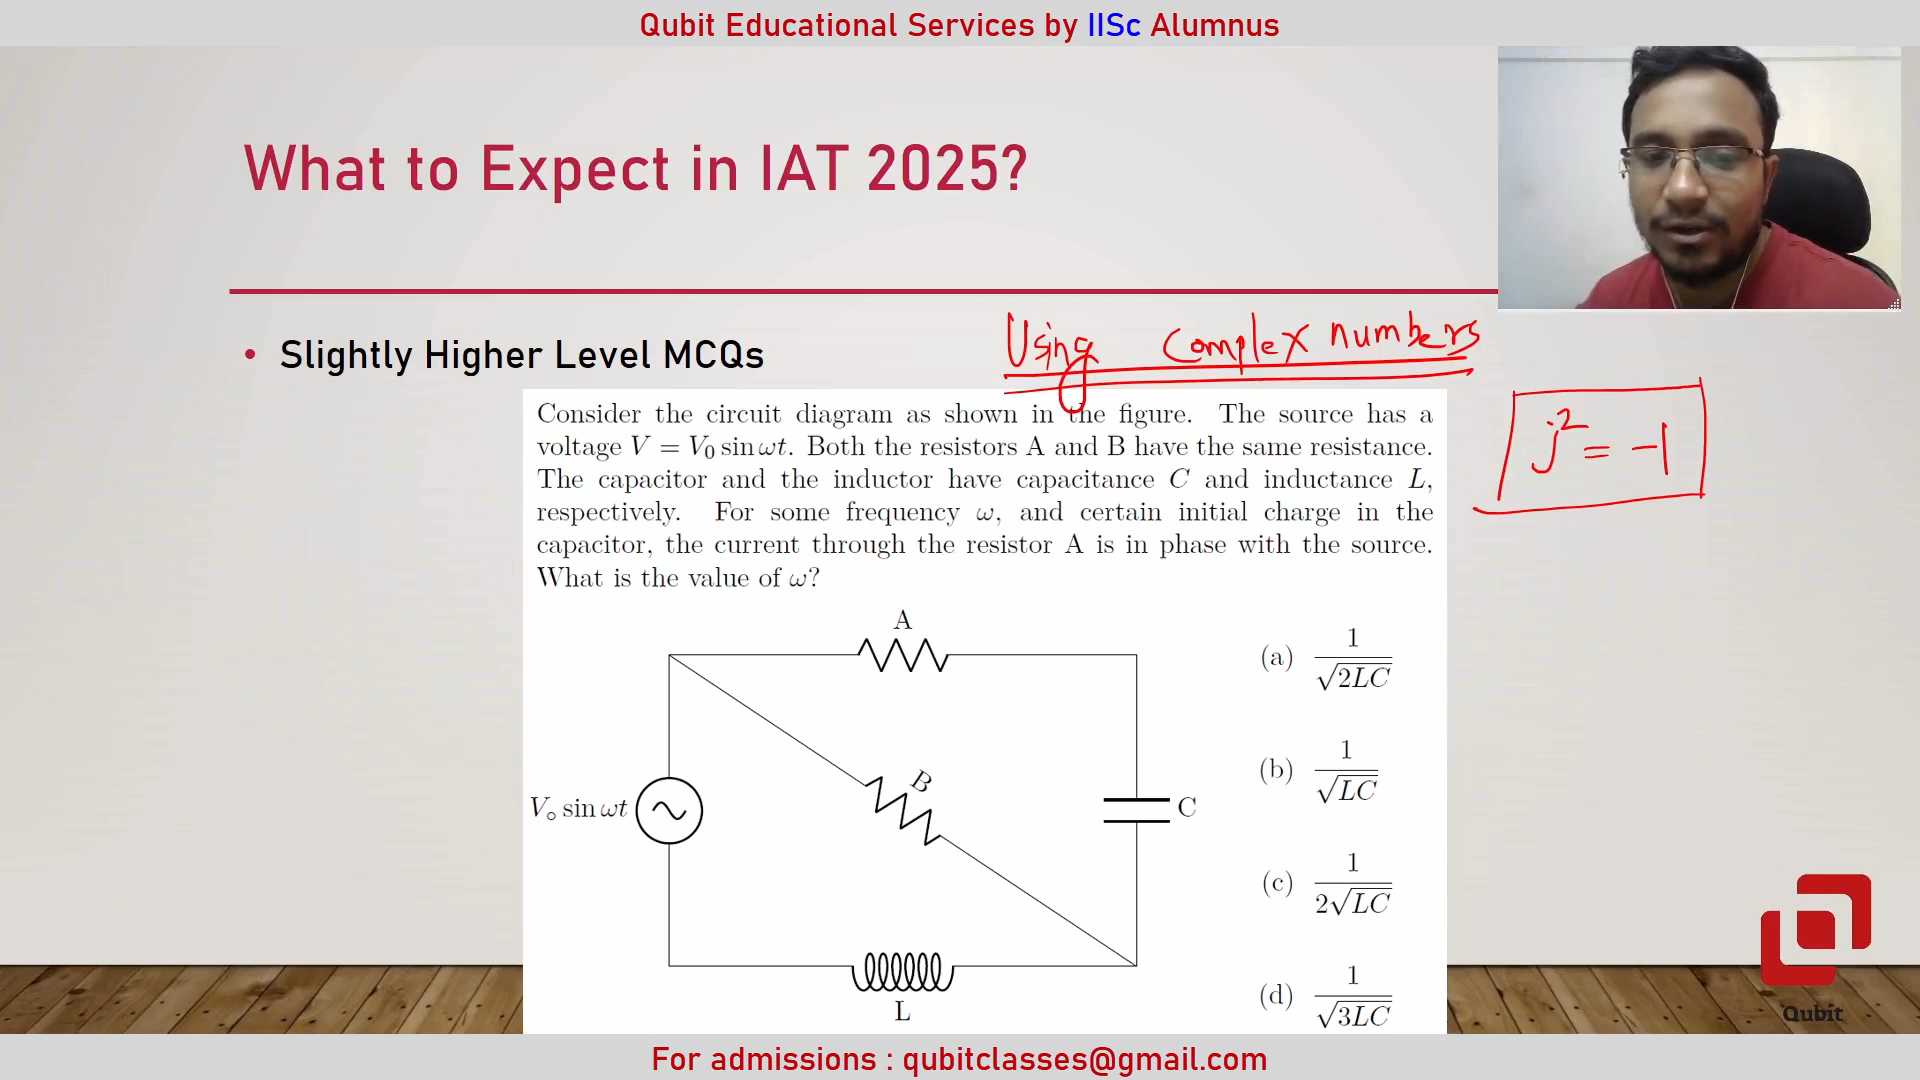 Qubit Educational Services by IISc Alumnus
What to Expect in IAT 2025?
• Slightly Higher Level MCQs
Using Complex numbers
j² = -1
Consider the circuit diagram as shown in the figure. The source has a
voltage V = V₀ sin ωt. Both the resistors A and B have the same resistance.
The capacitor and the inductor have capacitance C and inductance L,
respectively. For some frequency ω, and certain initial charge in the
capacitor, the current through the resistor A is in phase with the source.
What is the value of ω?
A
B
V∘ sin ωt
C
L
(a) 1/√2LC
(b) 1/√LC
(c) 1/2√LC
(d) 1/√3LC
Qubit
For admissions : qubitclasses@gmail.com